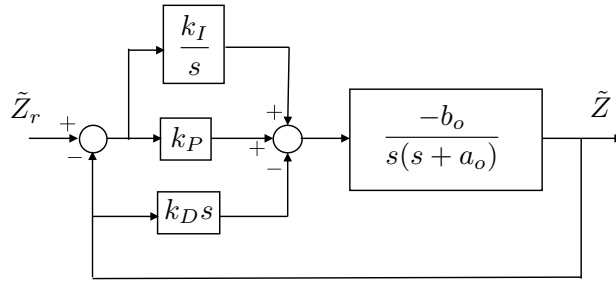 k_I
s
Z̃_r
+
−
k_P
+
+
−
−b_o
s(s + a_o)
Z̃
k_D s